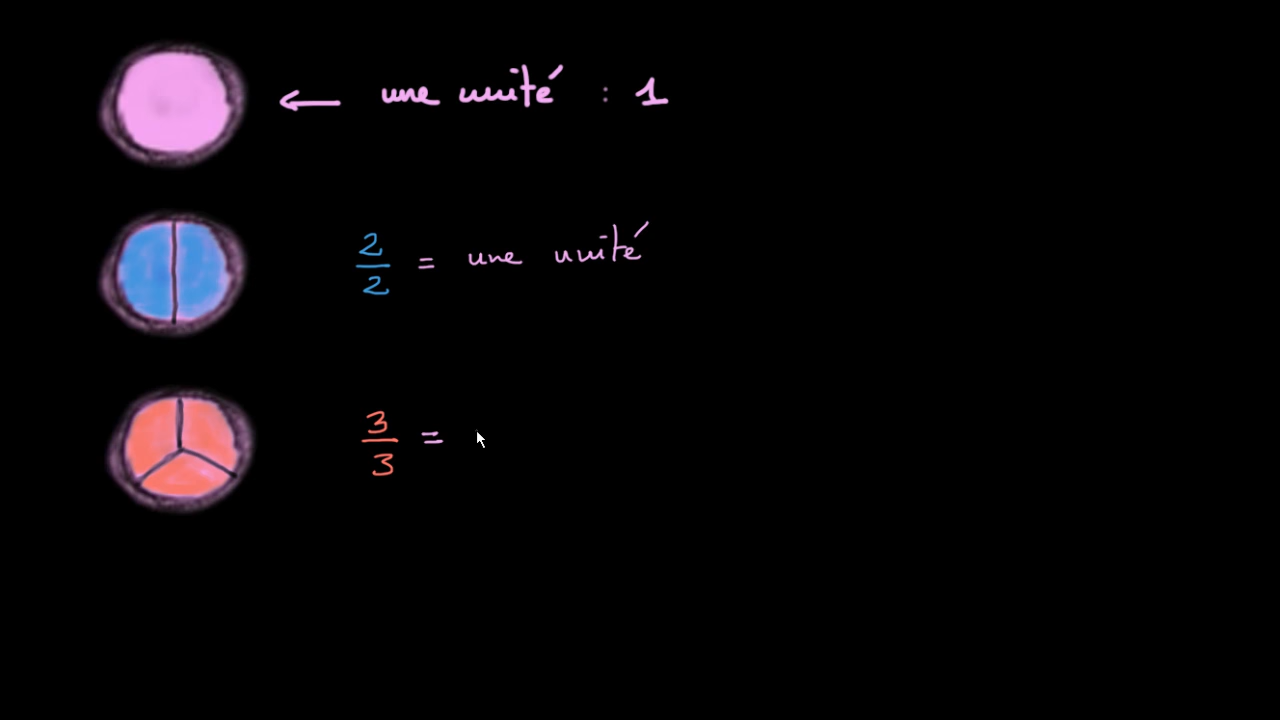 ← une unité : 1
2/2 = une unité
3/3 =